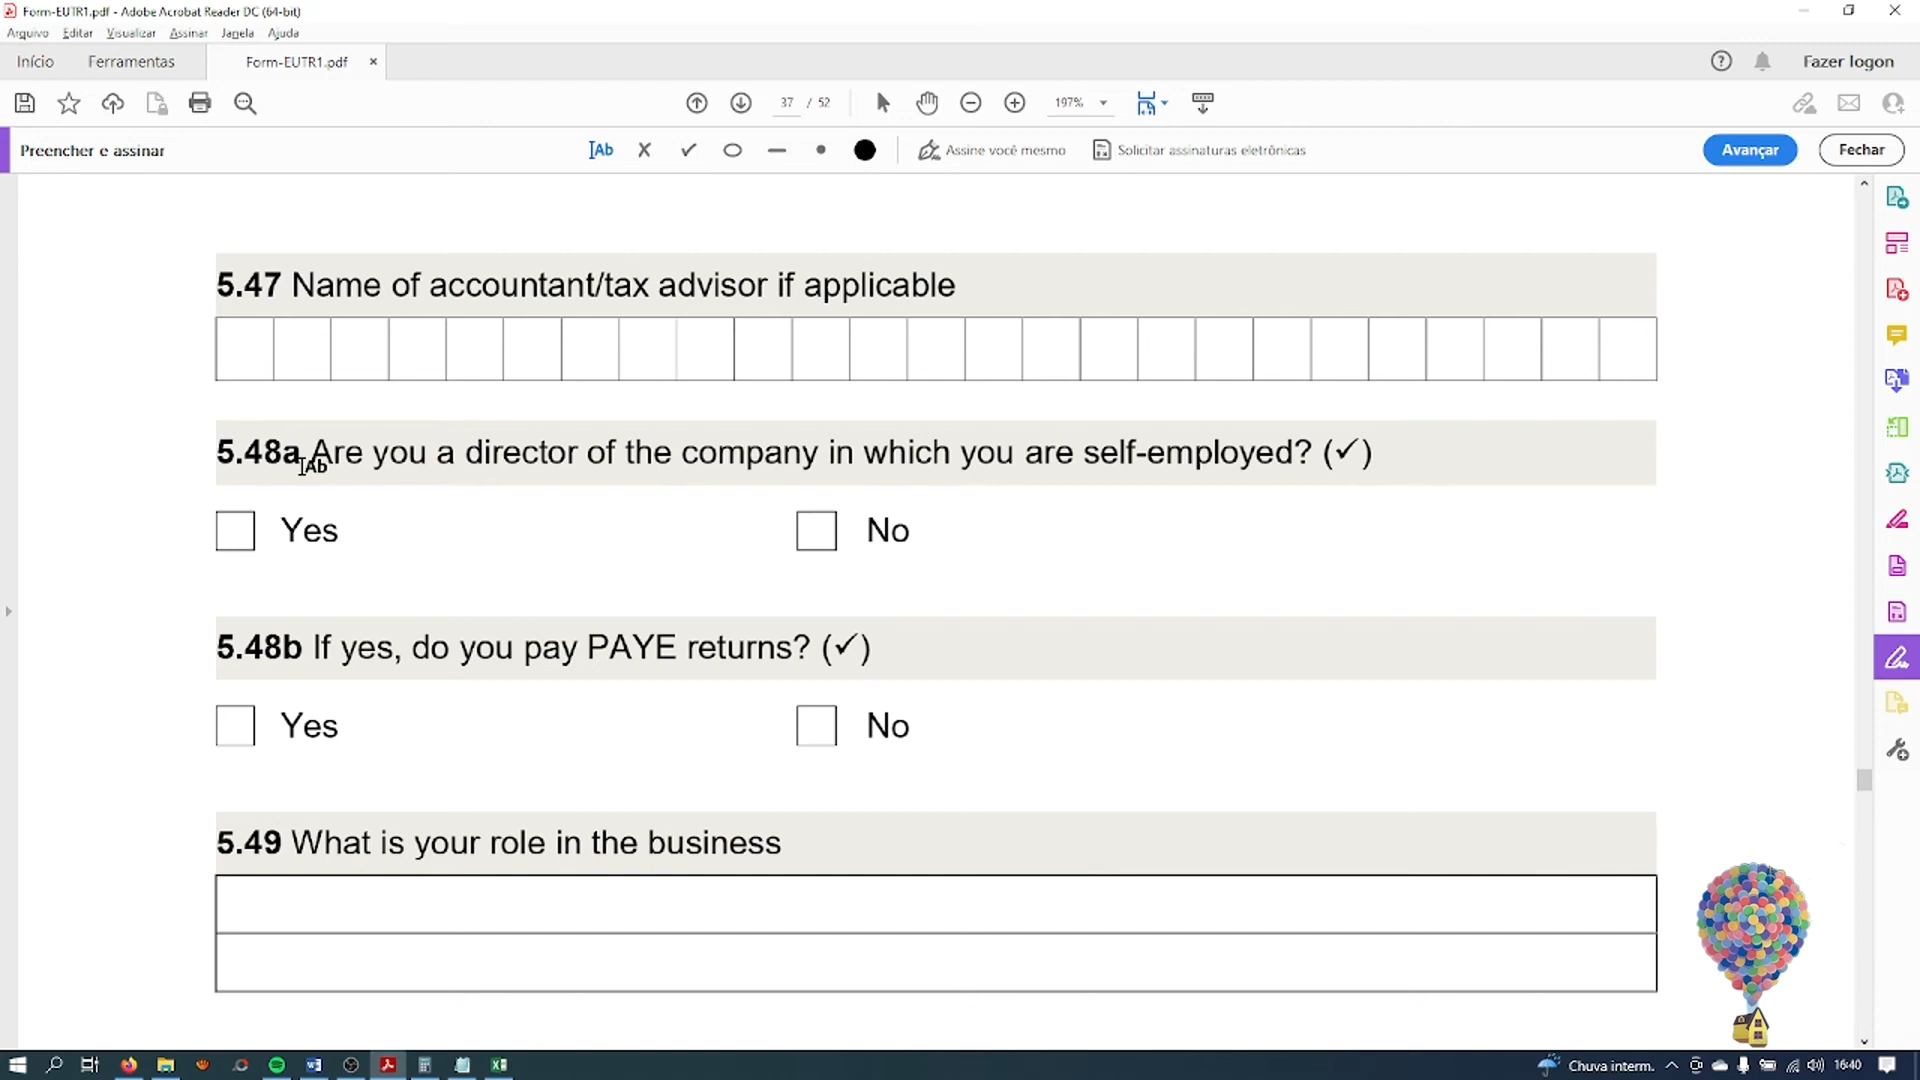 Form-EUTR1.pdf - Adobe Acrobat Reader DC (64-bit)
Arquivo Editar Visualizar Assinar Janela Ajuda
Início Ferramentas Form-EUTR1.pdf × Fazer logon
37 / 52 197%
Preencher e assinar Ab Assine você mesmo Solicitar assinaturas eletrônicas Avançar Fechar
5.47 Name of accountant/tax advisor if applicable
5.48a Are you a director of the company in which you are self-employed? (✓)
Ab
Yes No
5.48b If yes, do you pay PAYE returns? (✓)
Yes No
5.49 What is your role in the business
Chuva interm. 16:40